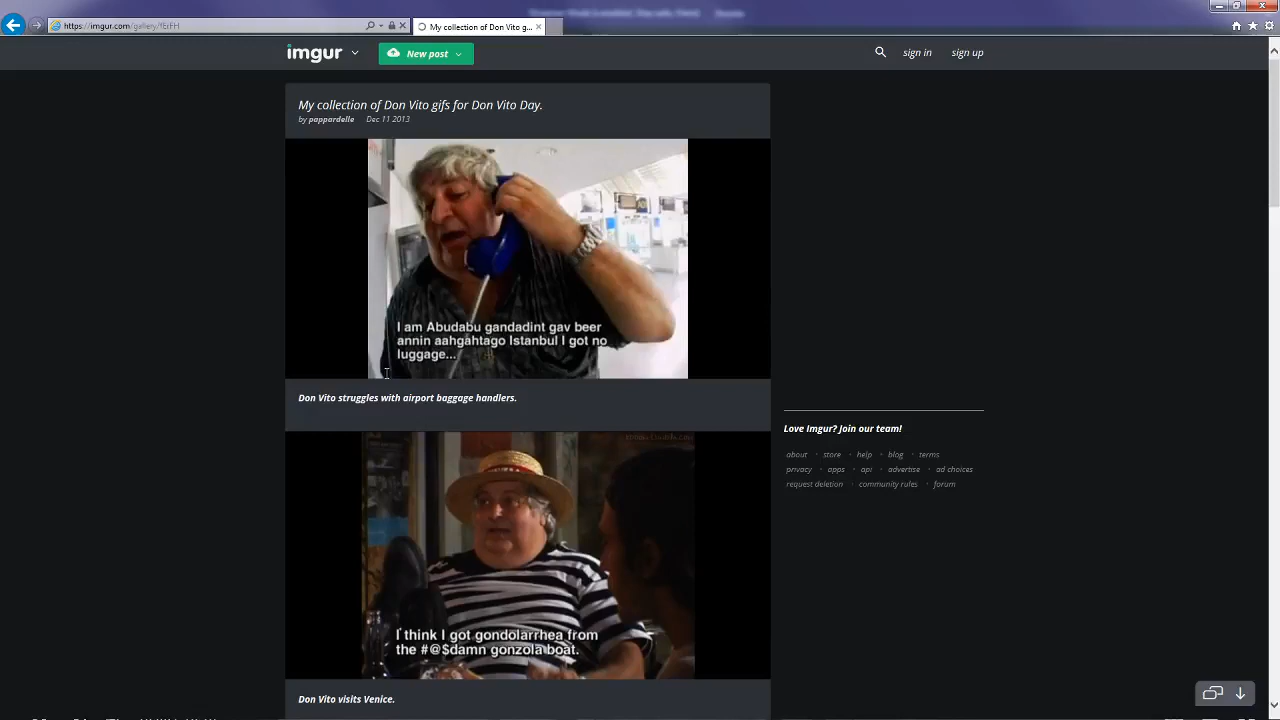 https://imgur.com/gallery/
My collection of Don Vito g...
imgur
New post
sign in
sign up
My collection of Don Vito gifs for Don Vito Day.
by pappardelle Dec 11 2013
I am Abudabu gandadint gav beer
annin aahgahtago Istanbul I got no
luggage...
Don Vito struggles with airport baggage handlers.
I think I got gondolarrhea from
the #@$damn gonzola boat.
Don Vito visits Venice.
Love Imgur? Join our team!
about · store · help · blog · terms
privacy · apps · api · advertise · ad choices
request deletion · community rules · forum